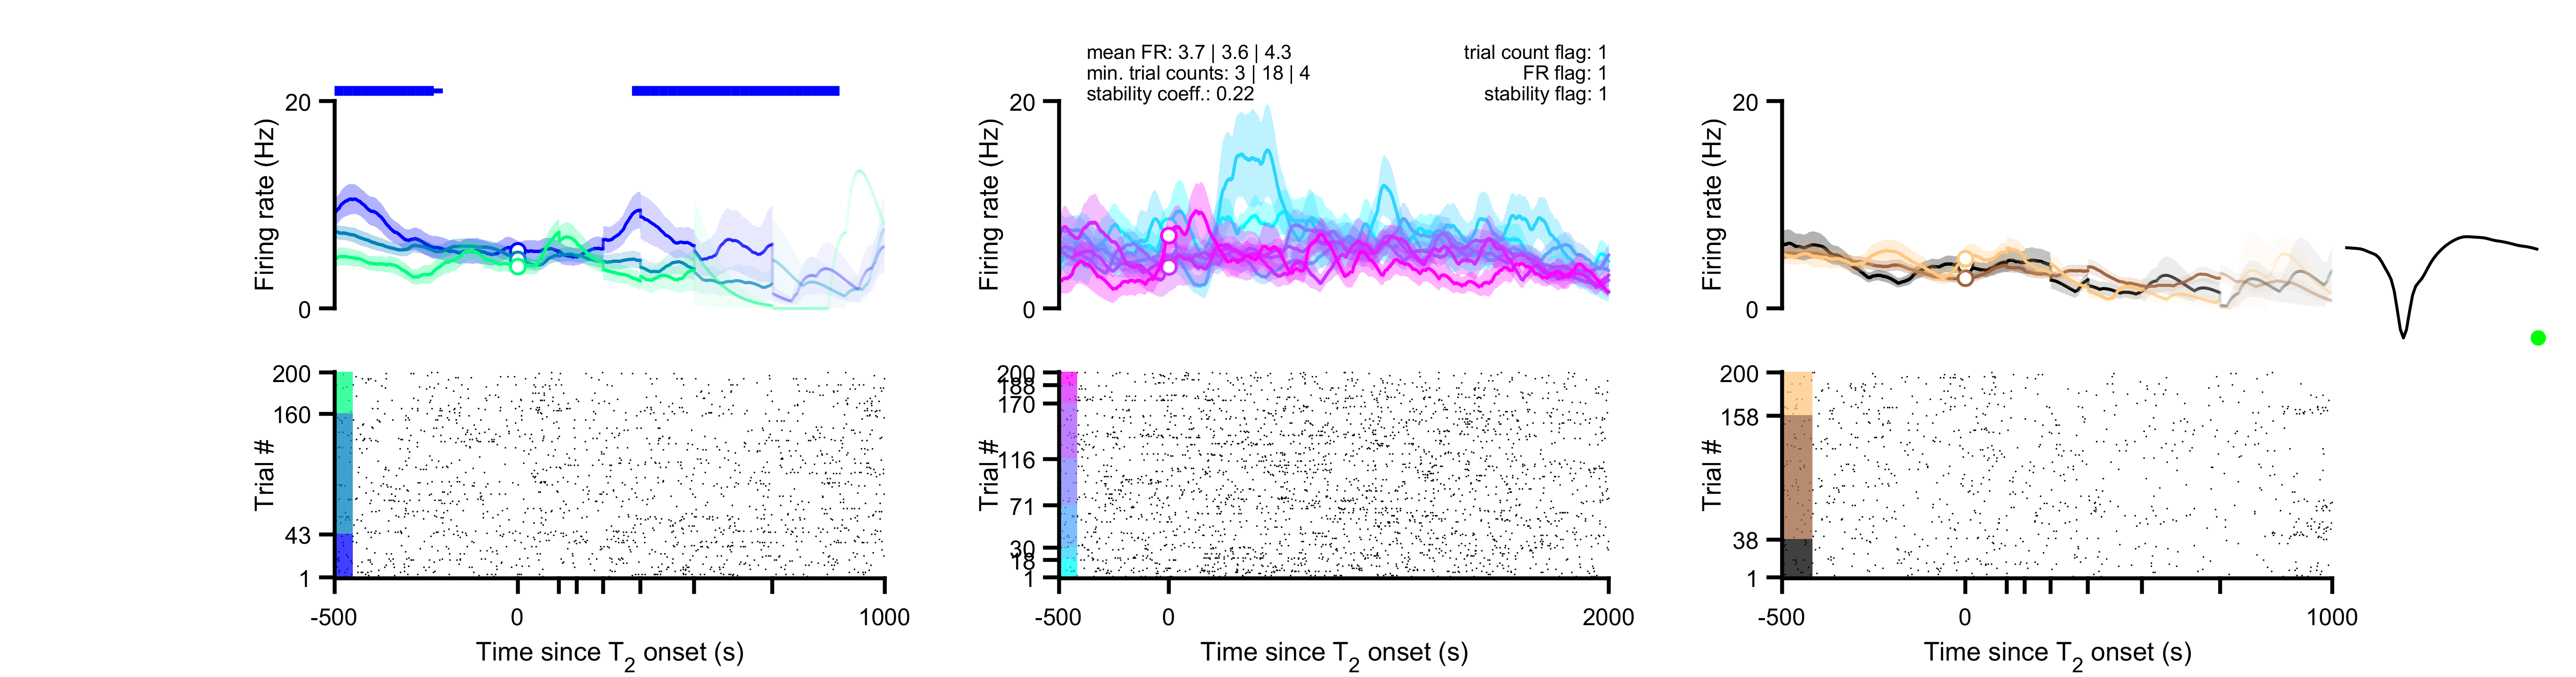 mean FR: 3.7 | 3.6 | 4.3
min. trial counts: 3 | 18 | 4
stability coeff.: 0.22
trial count flag: 1
FR flag: 1
stability flag: 1
Firing rate (Hz)
20
0
Firing rate (Hz)
20
0
Firing rate (Hz)
20
0
Trial #
200
160
43
1
-500
0
1000
Time since T2 onset (s)
Trial #
200
188
170
116
71
30
18
1
-500
0
2000
Time since T2 onset (s)
Trial #
200
158
38
1
-500
0
1000
Time since T2 onset (s)